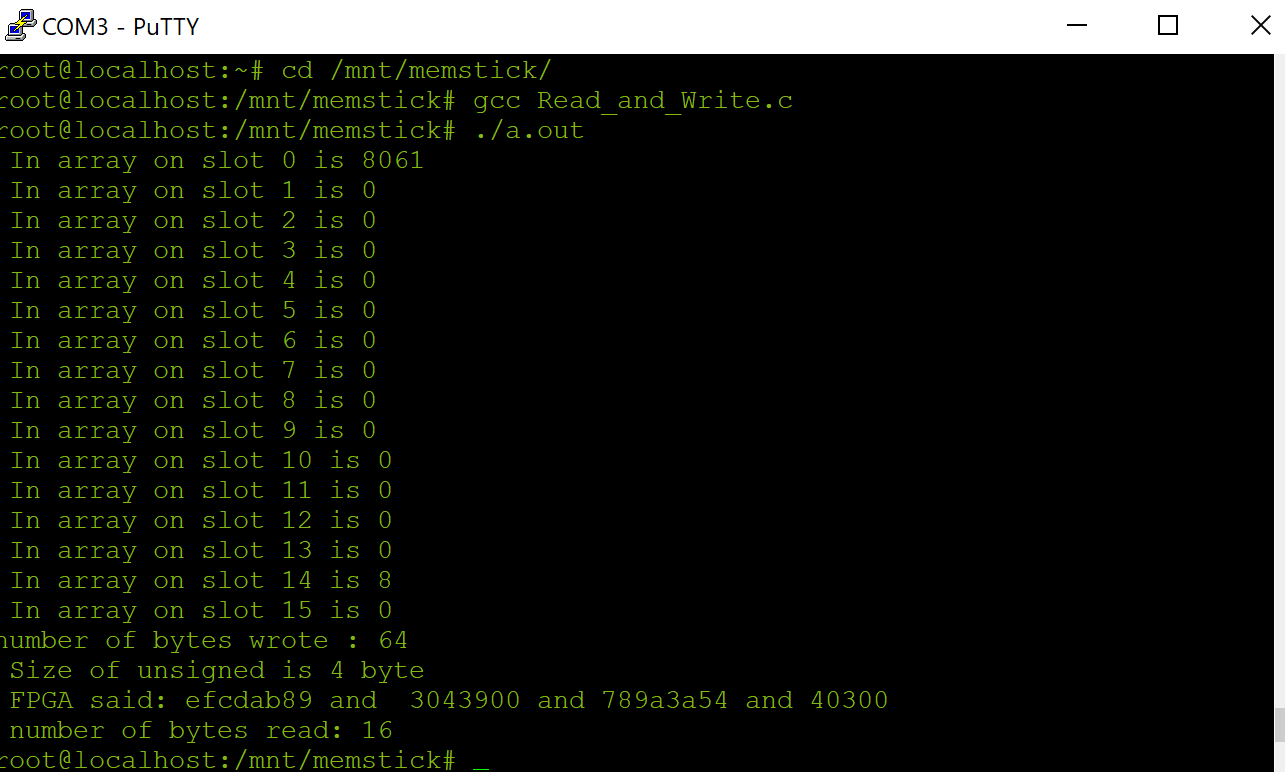 COM3 - PuTTY
root@localhost:~# cd /mnt/memstick/
root@localhost:/mnt/memstick# gcc Read_and_Write.c
root@localhost:/mnt/memstick# ./a.out
In array on slot 0 is 8061
In array on slot 1 is 0
In array on slot 2 is 0
In array on slot 3 is 0
In array on slot 4 is 0
In array on slot 5 is 0
In array on slot 6 is 0
In array on slot 7 is 0
In array on slot 8 is 0
In array on slot 9 is 0
In array on slot 10 is 0
In array on slot 11 is 0
In array on slot 12 is 0
In array on slot 13 is 0
In array on slot 14 is 8
In array on slot 15 is 0
number of bytes wrote : 64
Size of unsigned is 4 byte
FPGA said: efcdab89 and  3043900 and 789a3a54 and 40300
number of bytes read: 16
root@localhost:/mnt/memstick# _